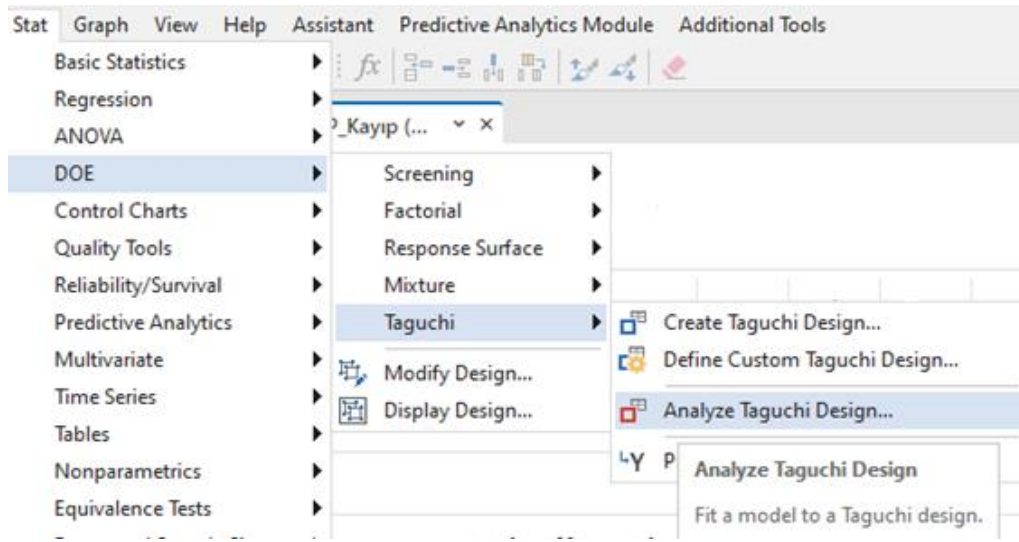 Stat Graph View Help Assistant Predictive Analytics Module Additional Tools
Basic Statistics
Regression
ANOVA
DOE
Control Charts
Quality Tools
Reliability/Survival
Predictive Analytics
Multivariate
Time Series
Tables
Nonparametrics
Equivalence Tests
fx
_Kayıp (...
Screening
Factorial
Response Surface
Mixture
Taguchi
Modify Design...
Display Design...
Create Taguchi Design...
Define Custom Taguchi Design...
Analyze Taguchi Design...
P
Analyze Taguchi Design
Fit a model to a Taguchi design.